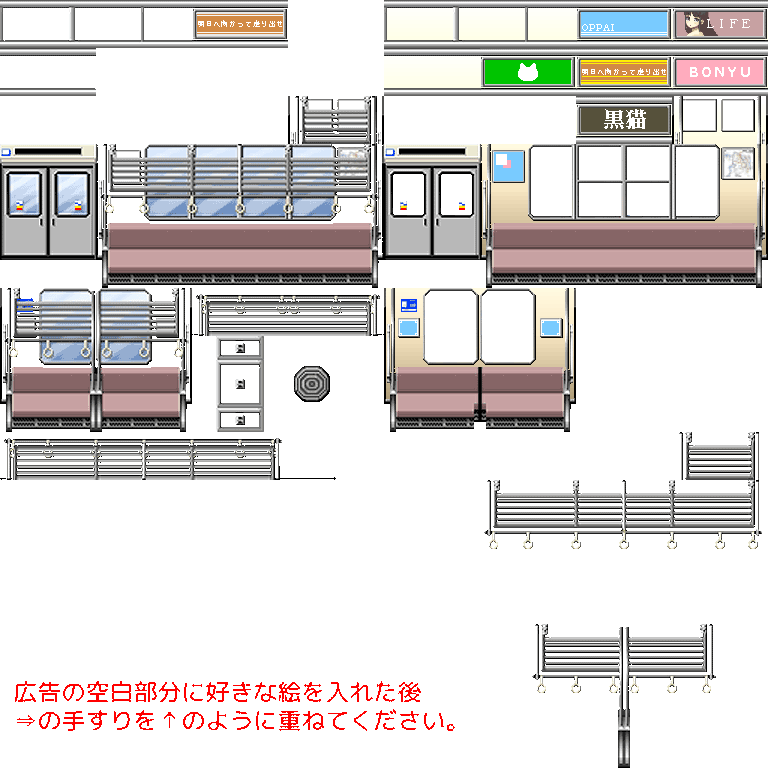 明日へ向かって走り出せ
OPPAI
LIFE
明日へ向かって走り出せ
BONYU
黒猫
広告の空白部分に好きな絵を入れた後
⇒の手すりを↑のように重ねてください。